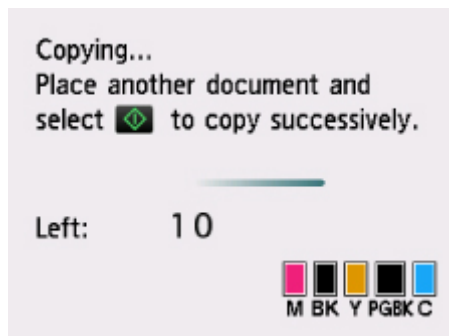 Copying...
Place another document and
select to copy successively.
Left: 10
M BK Y PGBK C